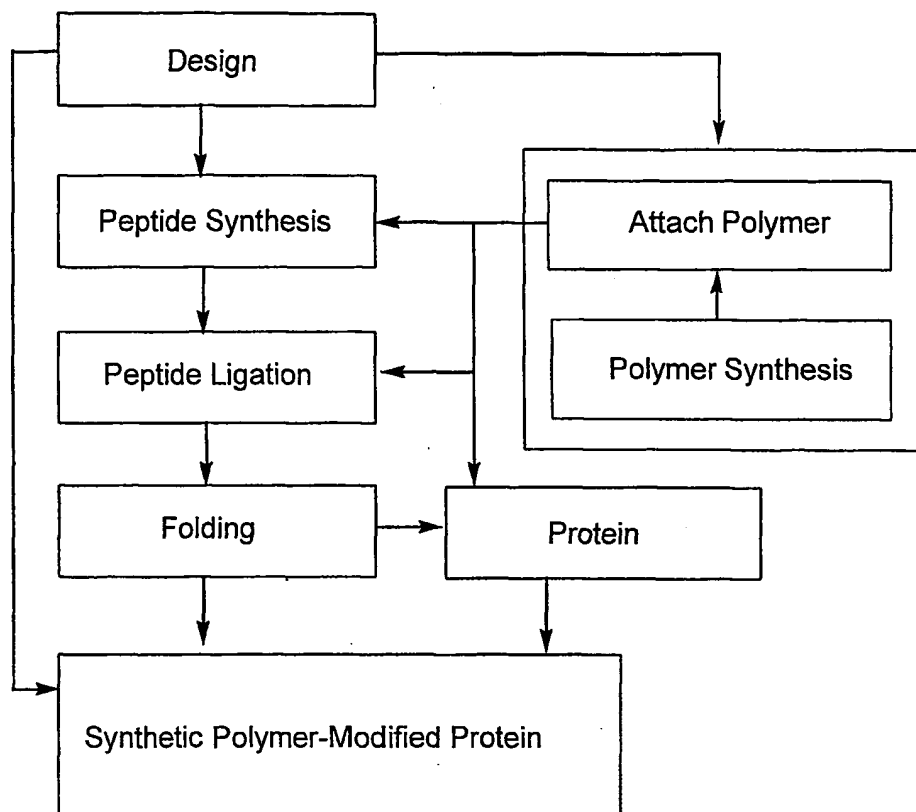 Design
Peptide Synthesis
Attach Polymer
Peptide Ligation
Polymer Synthesis
Folding
Protein
Synthetic Polymer-Modified Protein